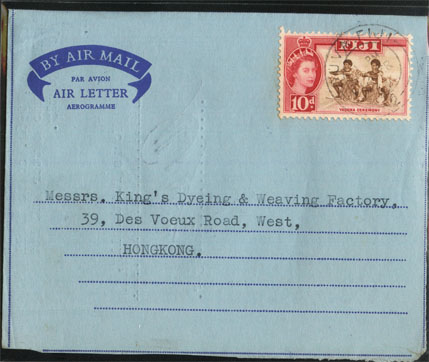 BY AIR MAIL
PAR AVION
AIR LETTER
AEROGRAMME
FIJI
10d
YAQONA CEREMONY
Messrs. King's Dyeing & Weaving Factory,
39, Des Voeux Road, West,
HONGKONG.